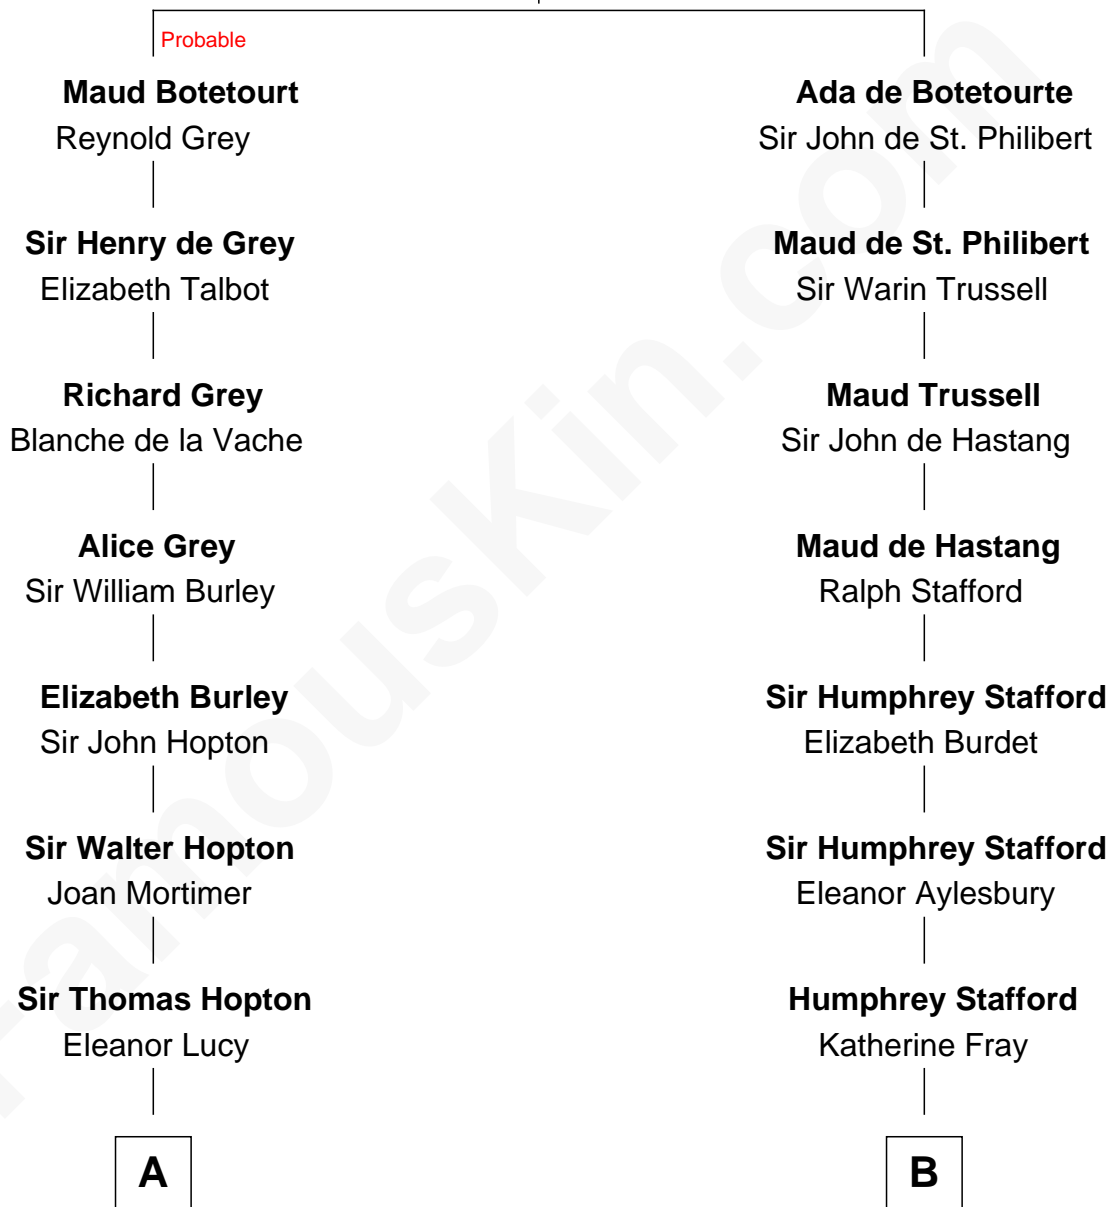 Probable
Maud Botetourt
Reynold Grey
Ada de Botetourte
Sir John de St. Philibert
Sir Henry de Grey
Elizabeth Talbot
Maud de St. Philibert
Sir Warin Trussell
Richard Grey
Blanche de la Vache
Maud Trussell
Sir John de Hastang
Alice Grey
Sir William Burley
Maud de Hastang
Ralph Stafford
Elizabeth Burley
Sir John Hopton
Sir Humphrey Stafford
Elizabeth Burdet
Sir Walter Hopton
Joan Mortimer
Sir Humphrey Stafford
Eleanor Aylesbury
Sir Thomas Hopton
Eleanor Lucy
Humphrey Stafford
Katherine Fray
A
B
FamousKin.com